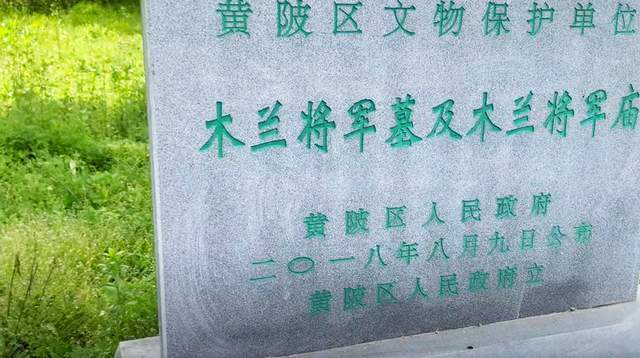 黄陂区文物保护单位
木兰将军墓及木兰将军庙
黄陂区人民政府
二〇一八年八月九日公布
黄陂区人民政府立